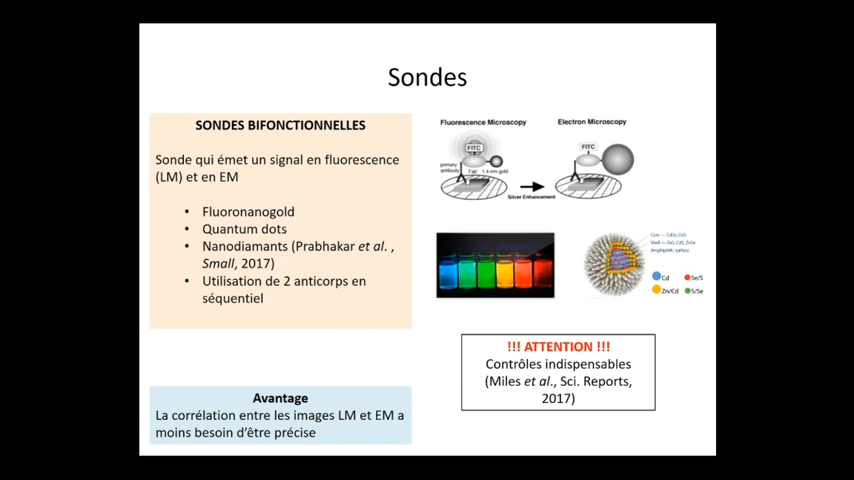 Sondes
SONDES BIFONCTIONNELLES
Sonde qui émet un signal en fluorescence
(LM) et en EM
• Fluoronanogold
• Quantum dots
• Nanodiamants (Prabhakar et al. ,
Small, 2017)
• Utilisation de 2 anticorps en
séquentiel
Avantage
La corrélation entre les images LM et EM a
moins besoin d'être précise
Fluorescence Microscopy
Electron Microscopy
FITC
FITC
primary
antibody
Fab'
1.4-nm gold
Silver Enhancement
Core — CdSe, CdS
Shell — ZnS, CdS, ZnSe
Amphiphilic surface
Cd
Se/S
Zn/Cd
S/Se
!!! ATTENTION !!!
Contrôles indispensables
(Miles et al., Sci. Reports,
2017)